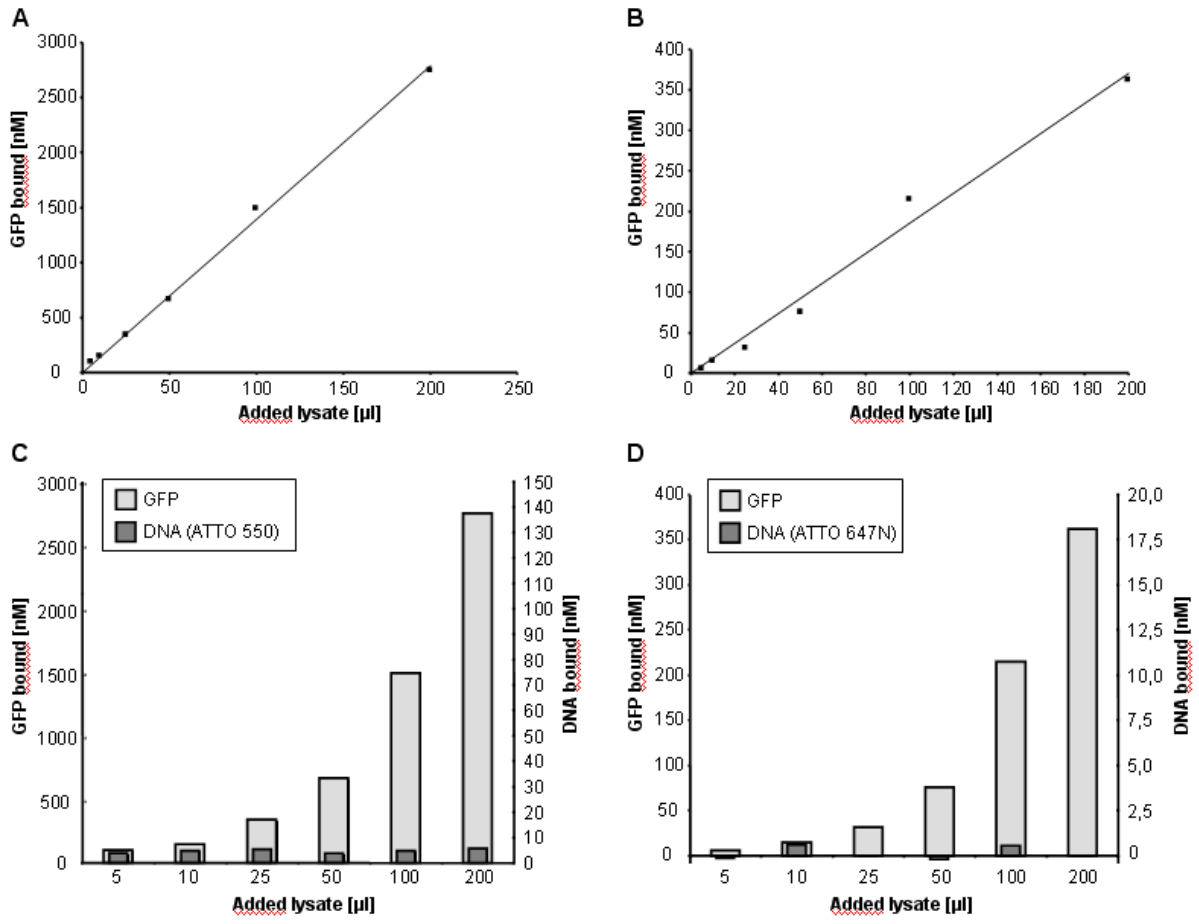 A
3000
2500
2000
1500
1000
500
0
GFP bound [nM]
0 50 100 150 200 250
Added lysate [µl]
B
400
350
300
250
200
150
100
50
0
GFP bound [nM]
0 20 40 60 80 100 120 140 160 180 200
Added lysate [µl]
C
GFP
DNA (ATTO 550)
3000
2500
2000
1500
1000
500
0
GFP bound [nM]
150
140
130
120
110
100
90
80
70
60
50
40
30
20
10
0
DNA bound [nM]
5 10 25 50 100 200
Added lysate [µl]
D
GFP
DNA (ATTO 647N)
400
350
300
250
200
150
100
50
0
GFP bound [nM]
20,0
17,5
15,0
12,5
10,0
7,5
5,0
2,5
0
DNA bound [nM]
5 10 25 50 100 200
Added lysate [µl]